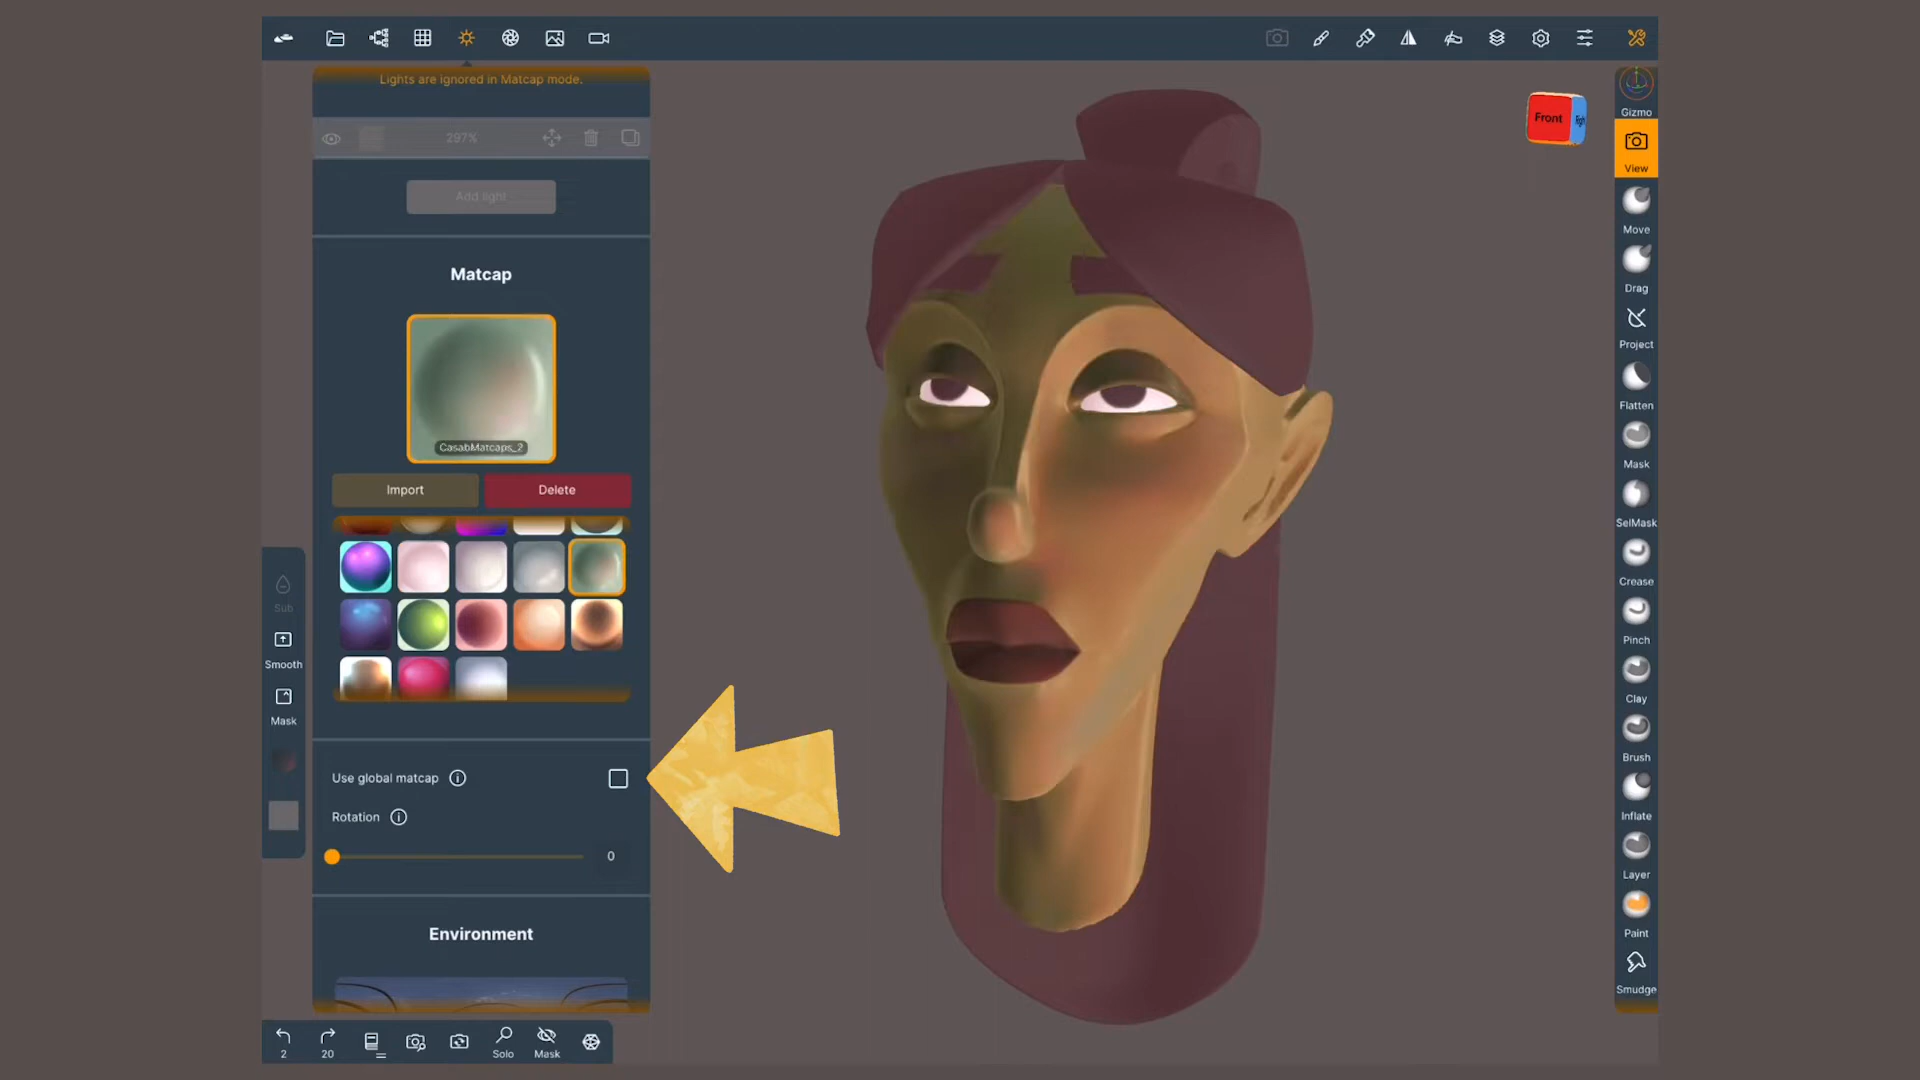 Lights are ignored in Matcap mode.
297%
Add light
Matcap
CasabMatcaps_2
Import
Delete
Use global matcap
Rotation
0
Environment
Sub
Smooth
Mask
2
20
Solo
Mask
Front
Righ
Gizmo
View
Move
Drag
Project
Flatten
Mask
SelMask
Crease
Pinch
Clay
Brush
Inflate
Layer
Paint
Smudge